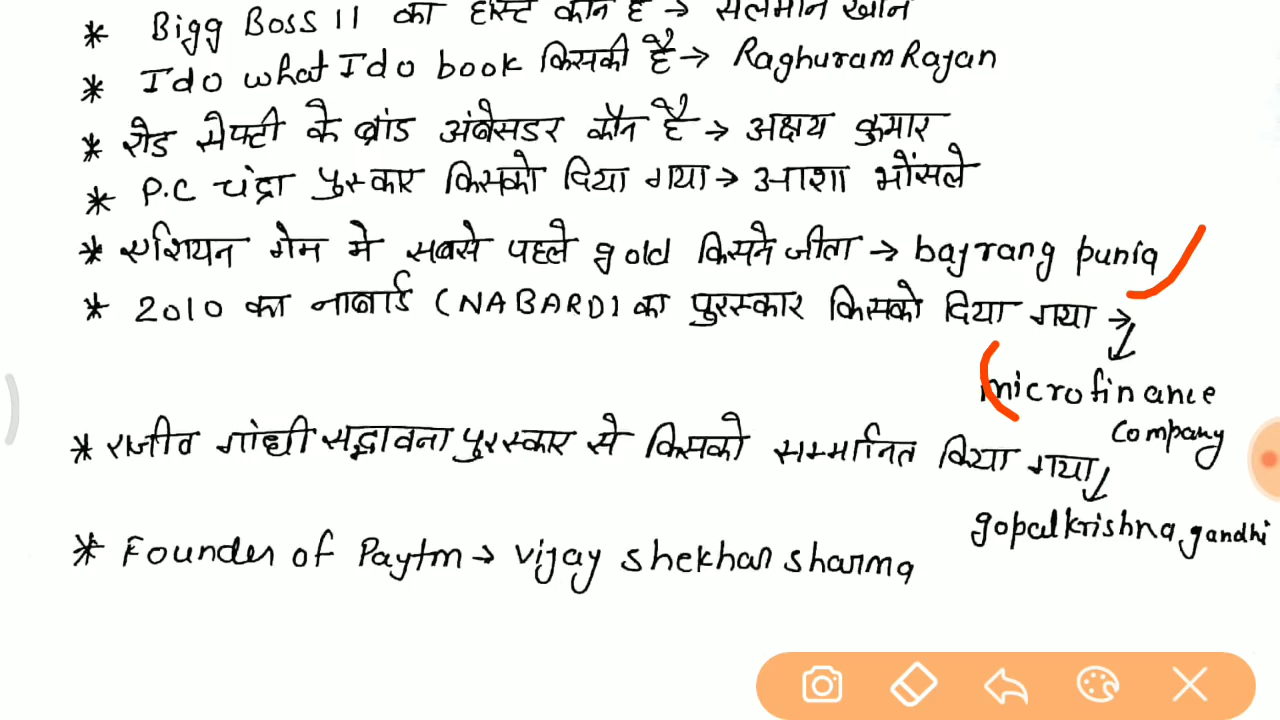 * Bigg Boss 11 का होस्ट कौन है → सलमान खान
* I do what I do book किसकी है → Raghuram Rajan
* रोड सेफ्टी के ब्रांड अंबेसडर कौन है → अक्षय कुमार
* P.C चंद्रा पुरस्कार किसको दिया गया → आशा भोंसले
* एशियन गेम मे सबसे पहले gold किसने जीता → bajrang punia
* 2010 का नाबार्ड (NABARD) का पुरस्कार किसको दिया गया →
↓
microfinance
company
* राजीव गांधी सद्भावना पुरस्कार से किसको सम्मानित किया गया
↓
gopalkrishna gandhi
* Founder of Paytm → vijay shekhar sharma